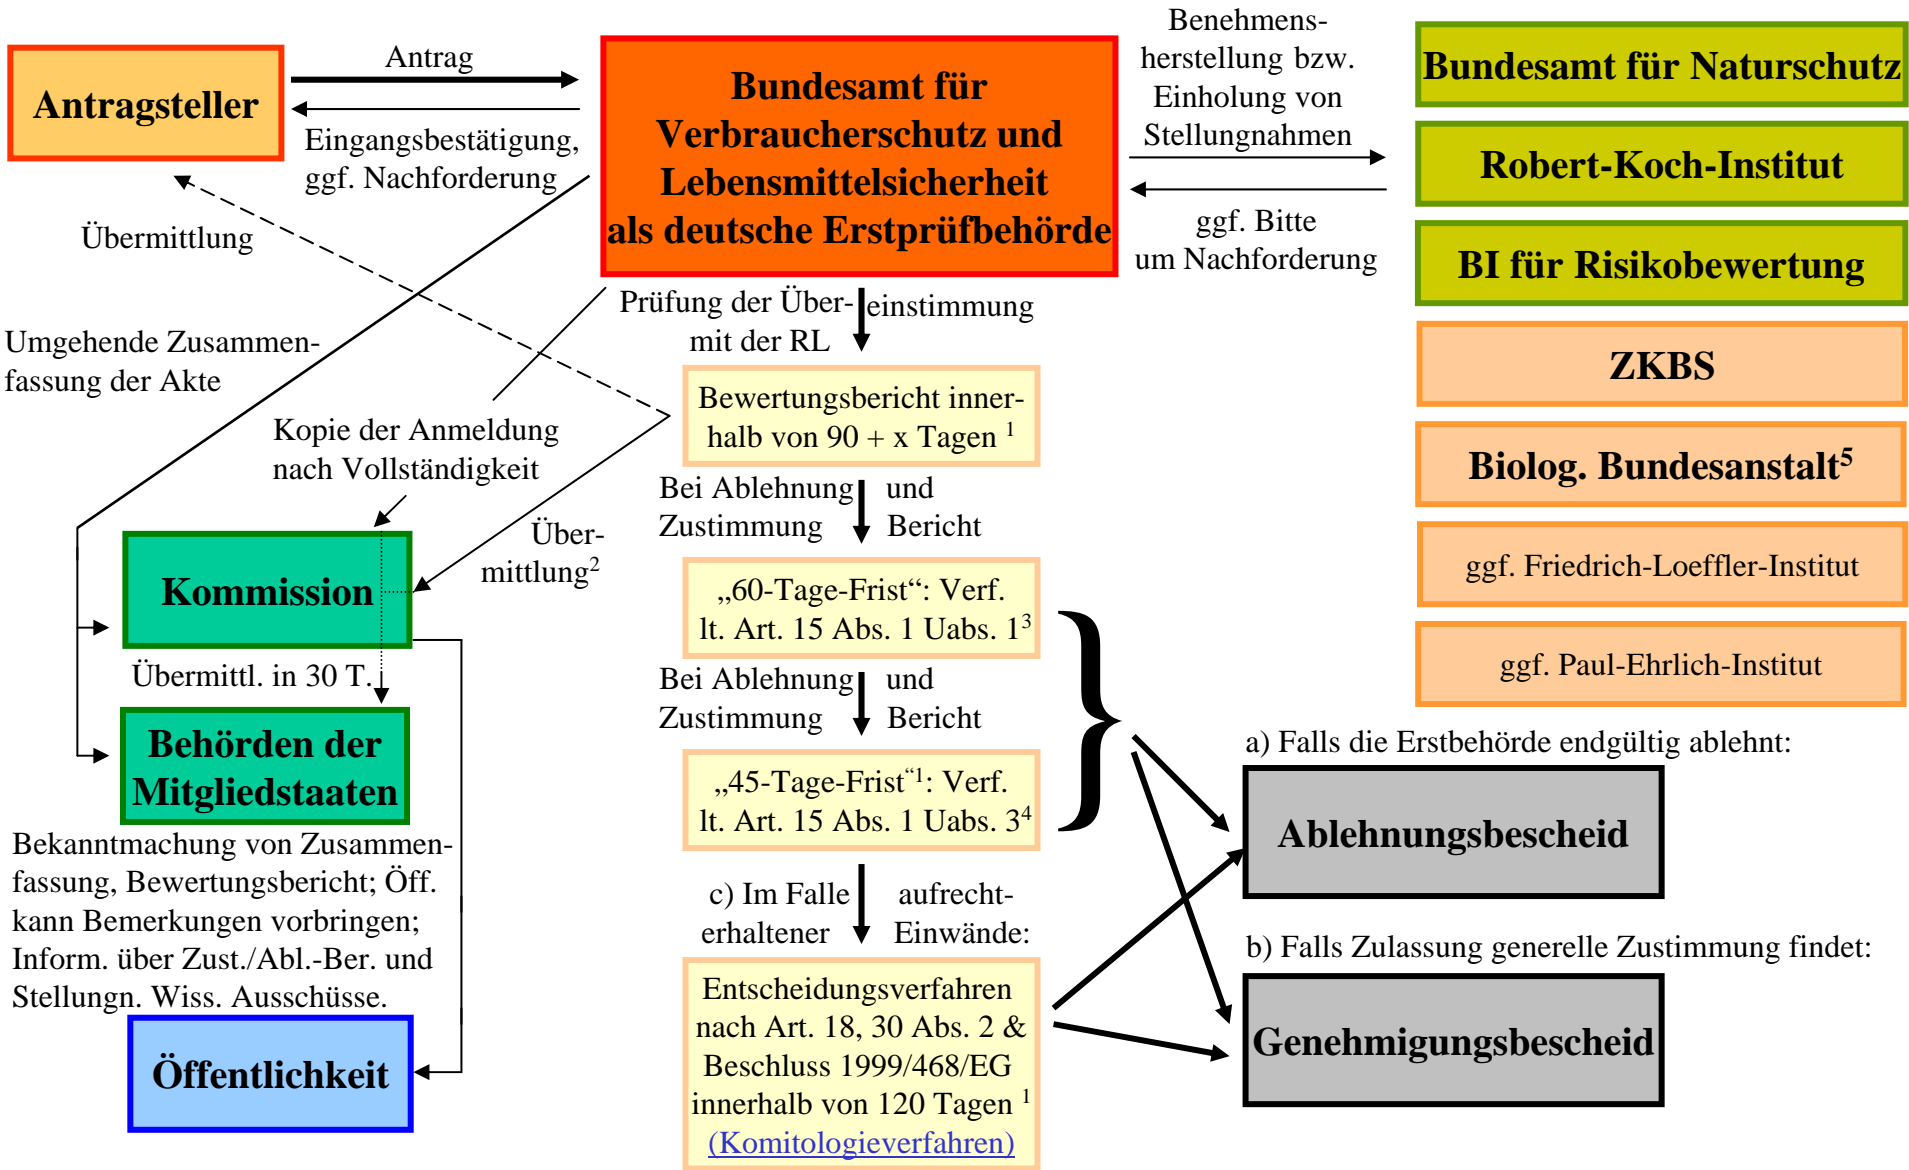 Antragsteller
Antrag
Eingangsbestätigung,
ggf. Nachforderung
Bundesamt für
Verbraucherschutz und
Lebensmittelsicherheit
als deutsche Erstprüfbehörde
Benehmens-
herstellung bzw.
Einholung von
Stellungnahmen
ggf. Bitte
um Nachforderung
Bundesamt für Naturschutz
Robert-Koch-Institut
BI für Risikobewertung
ZKBS
Biolog. Bundesanstalt⁵
ggf. Friedrich-Loeffler-Institut
ggf. Paul-Ehrlich-Institut
Übermittlung
Umgehende Zusammen-
fassung der Akte
Kopie der Anmeldung
nach Vollständigkeit
Prüfung der Über- einstimmung
mit der RL
Bewertungsbericht inner-
halb von 90 + x Tagen ¹
Bei Ablehnung und
Zustimmung Bericht
Über-
mittlung²
Kommission
Übermittl. in 30 T.
Behörden der
Mitgliedstaaten
„60-Tage-Frist“: Verf.
lt. Art. 15 Abs. 1 Uabs. 1³
Bei Ablehnung und
Zustimmung Bericht
„45-Tage-Frist“¹: Verf.
lt. Art. 15 Abs. 1 Uabs. 3⁴
c) Im Falle aufrecht-
erhaltener Einwände:
Entscheidungsverfahren
nach Art. 18, 30 Abs. 2 &
Beschluss 1999/468/EG
innerhalb von 120 Tagen ¹
(Komitologieverfahren)
Bekanntmachung von Zusammen-
fassung, Bewertungsbericht; Öff.
kann Bemerkungen vorbringen;
Inform. über Zust./Abl.-Ber. und
Stellungn. Wiss. Ausschüsse.
Öffentlichkeit
a) Falls die Erstbehörde endgültig ablehnt:
Ablehnungsbescheid
b) Falls Zulassung generelle Zustimmung findet:
Genehmigungsbescheid